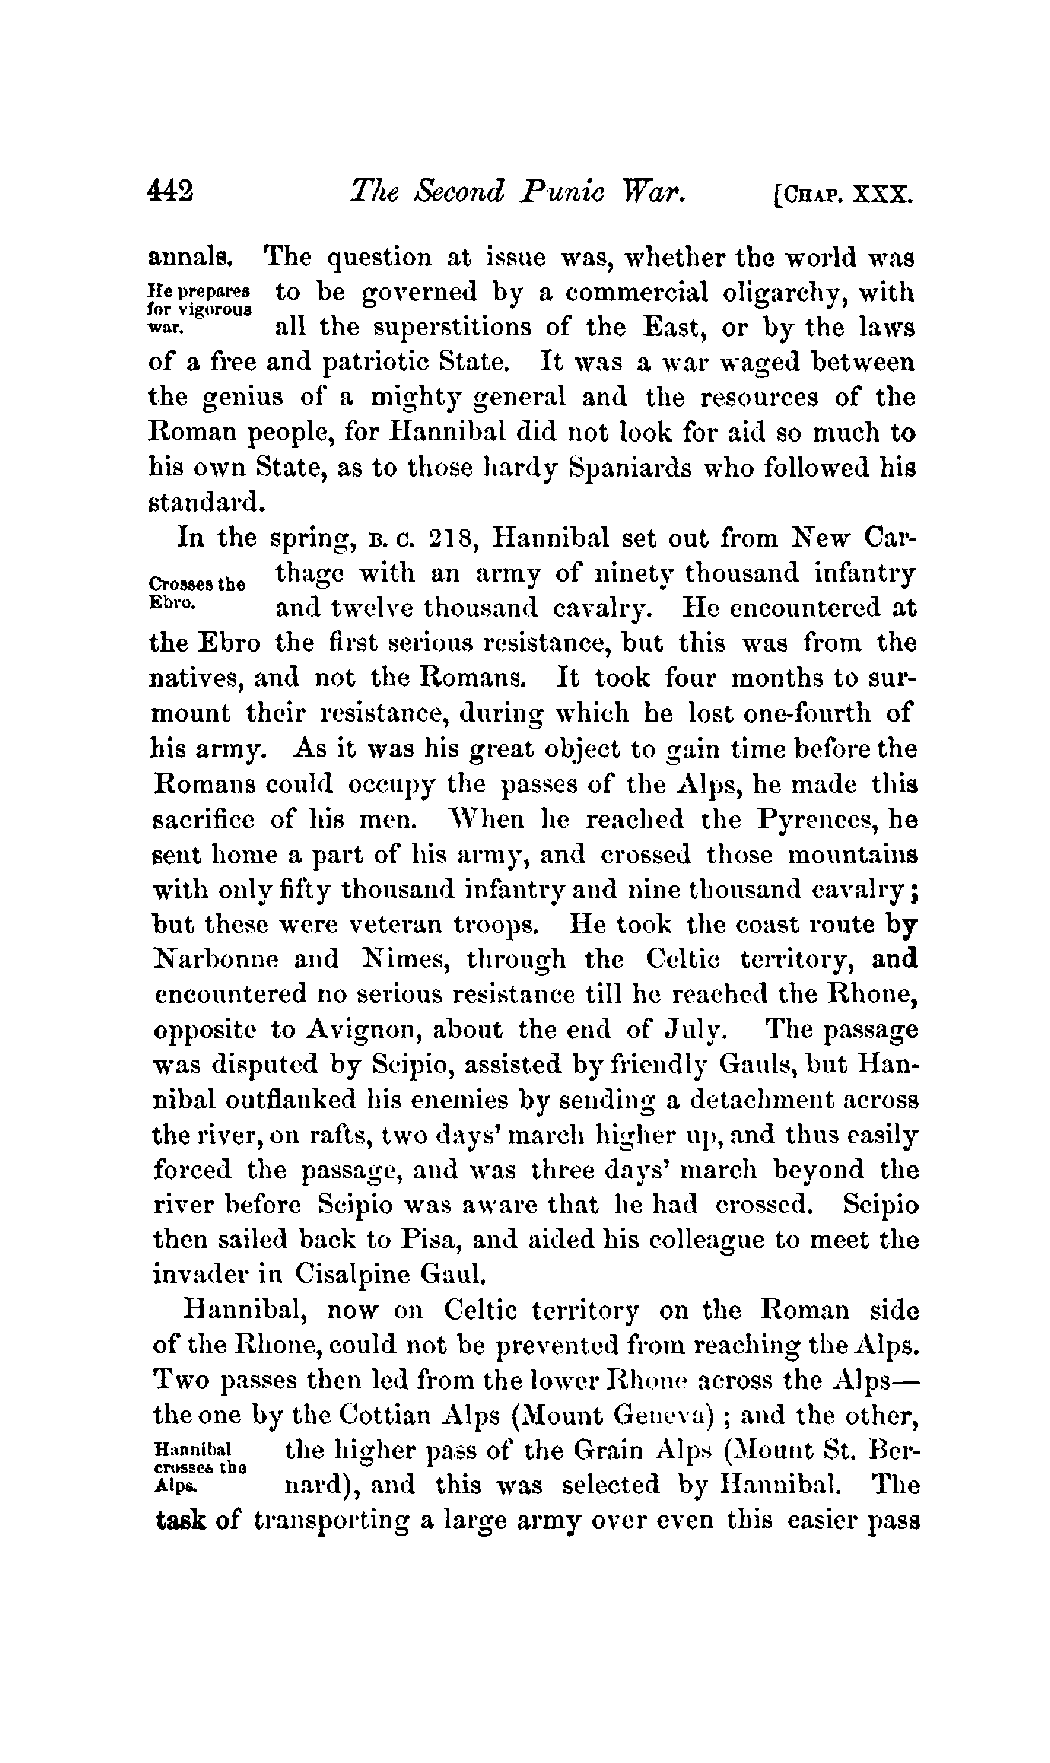 442 The Second Punic War. [CHAP. XXX.
annals. The question at issue was, whether the world was
He prepares for vigorous war.
to be governed by a commercial oligarchy, with
all the superstitions of the East, or by the laws
of a free and patriotic State. It was a war waged between
the genius of a mighty general and the resources of the
Roman people, for Hannibal did not look for aid so much to
his own State, as to those hardy Spaniards who followed his
standard.
In the spring, B. C. 218, Hannibal set out from New Car-
Crosses the Ebro.
thage with an army of ninety thousand infantry
and twelve thousand cavalry. He encountered at
the Ebro the first serious resistance, but this was from the
natives, and not the Romans. It took four months to sur-
mount their resistance, during which he lost one-fourth of
his army. As it was his great object to gain time before the
Romans could occupy the passes of the Alps, he made this
sacrifice of his men. When he reached the Pyrences, he
sent home a part of his army, and crossed those mountains
with only fifty thousand infantry and nine thousand cavalry;
but these were veteran troops. He took the coast route by
Narbonne and Nimes, through the Celtic territory, and
encountered no serious resistance till he reached the Rhone,
opposite to Avignon, about the end of July. The passage
was disputed by Scipio, assisted by friendly Gauls, but Han-
nibal outflanked his enemies by sending a detachment across
the river, on rafts, two days' march higher up, and thus easily
forced the passage, and was three days' march beyond the
river before Scipio was aware that he had crossed. Scipio
then sailed back to Pisa, and aided his colleague to meet the
invader in Cisalpine Gaul.
Hannibal, now on Celtic territory on the Roman side
of the Rhone, could not be prevented from reaching the Alps.
Two passes then led from the lower Rhone across the Alps—
the one by the Cottian Alps (Mount Geneva) ; and the other,
Hannibal crosses the Alps.
the higher pass of the Grain Alps (Mount St. Ber-
nard), and this was selected by Hannibal. The
task of transporting a large army over even this easier pass